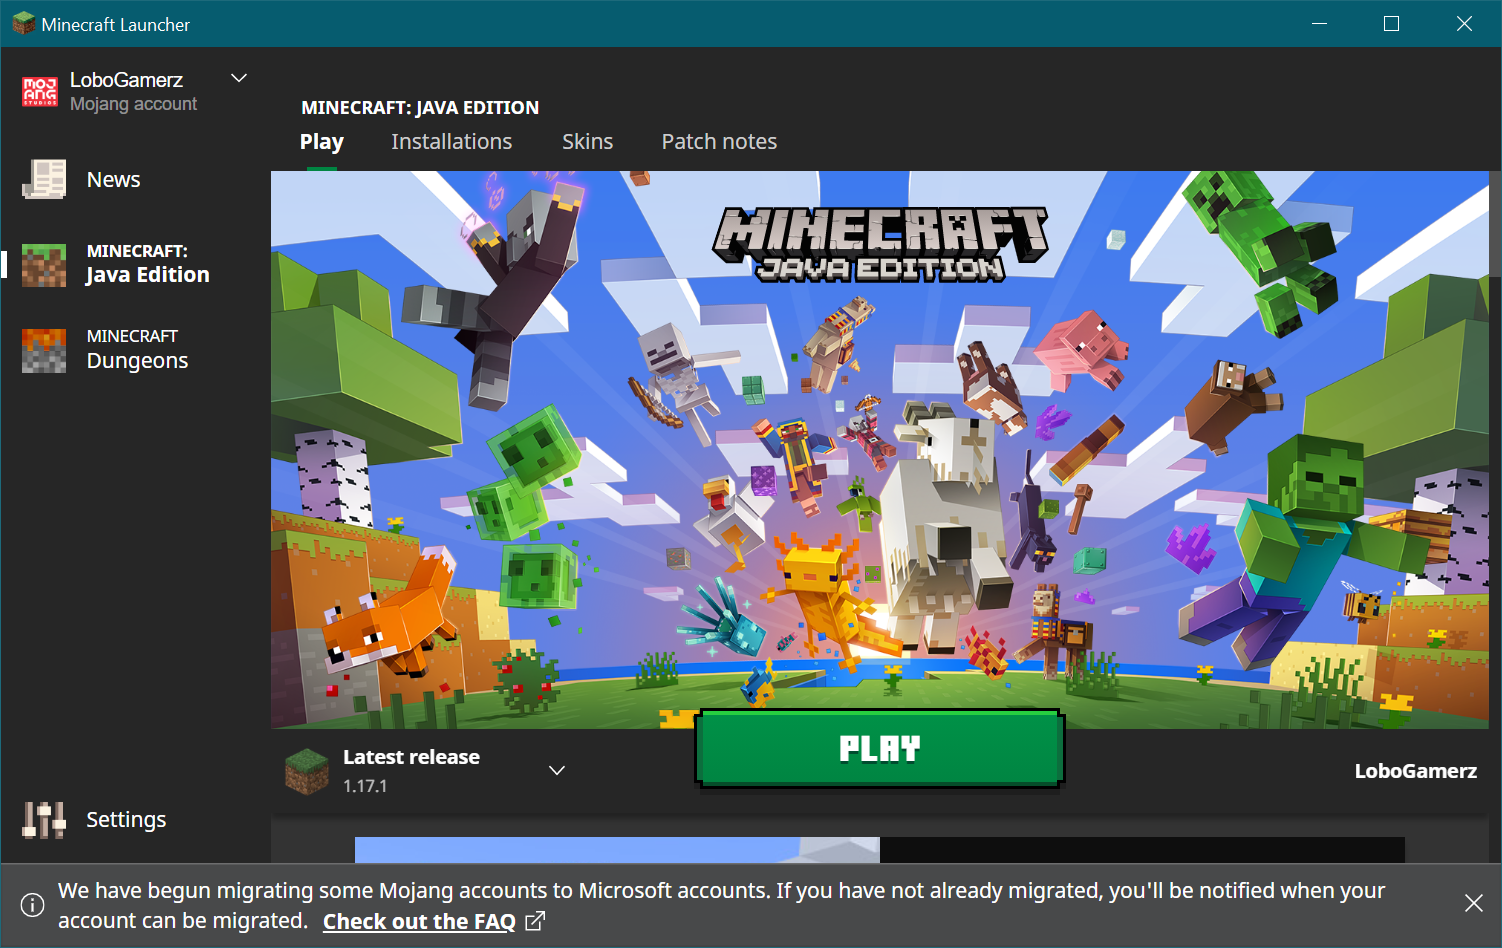 Minecraft Launcher
MOJ
ANG
STUDIOS
LoboGamerz
Mojang account
News
MINECRAFT:
Java Edition
MINECRAFT
Dungeons
Settings
MINECRAFT: JAVA EDITION
Play Installations Skins Patch notes
MINECRAFT
JAVA EDITION
Latest release
1.17.1
PLAY
LoboGamerz
We have begun migrating some Mojang accounts to Microsoft accounts. If you have not already migrated, you'll be notified when your
account can be migrated. Check out the FAQ